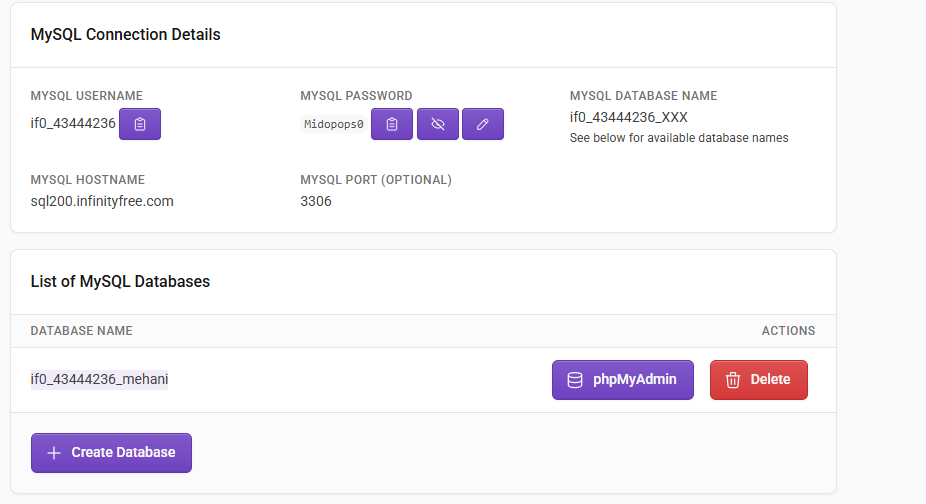 MySQL Connection Details
MYSQL USERNAME
if0_43444236
MYSQL PASSWORD
Midopops0
MYSQL DATABASE NAME
if0_43444236_XXX
See below for available database names
MYSQL HOSTNAME
sql200.infinityfree.com
MYSQL PORT (OPTIONAL)
3306
List of MySQL Databases
DATABASE NAME ACTIONS
if0_43444236_mehani phpMyAdmin Delete
Create Database